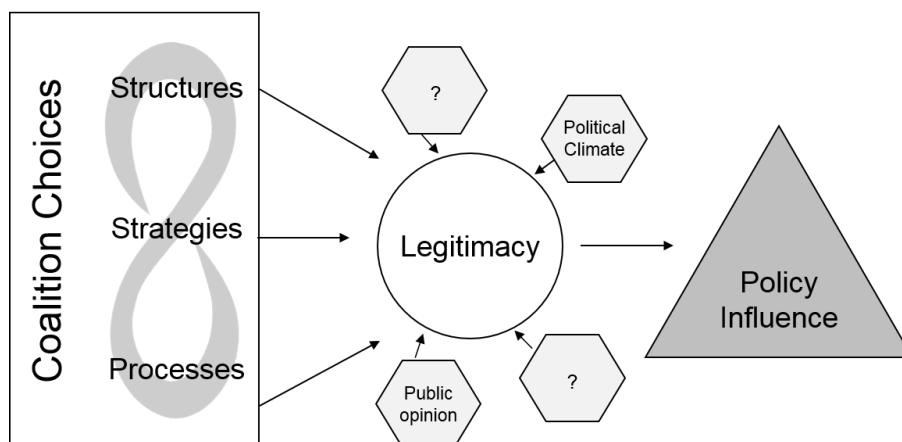 Coalition Choices
Structures
Strategies
Processes
?
Political
Climate
Legitimacy
Public
opinion
?
Policy
Influence